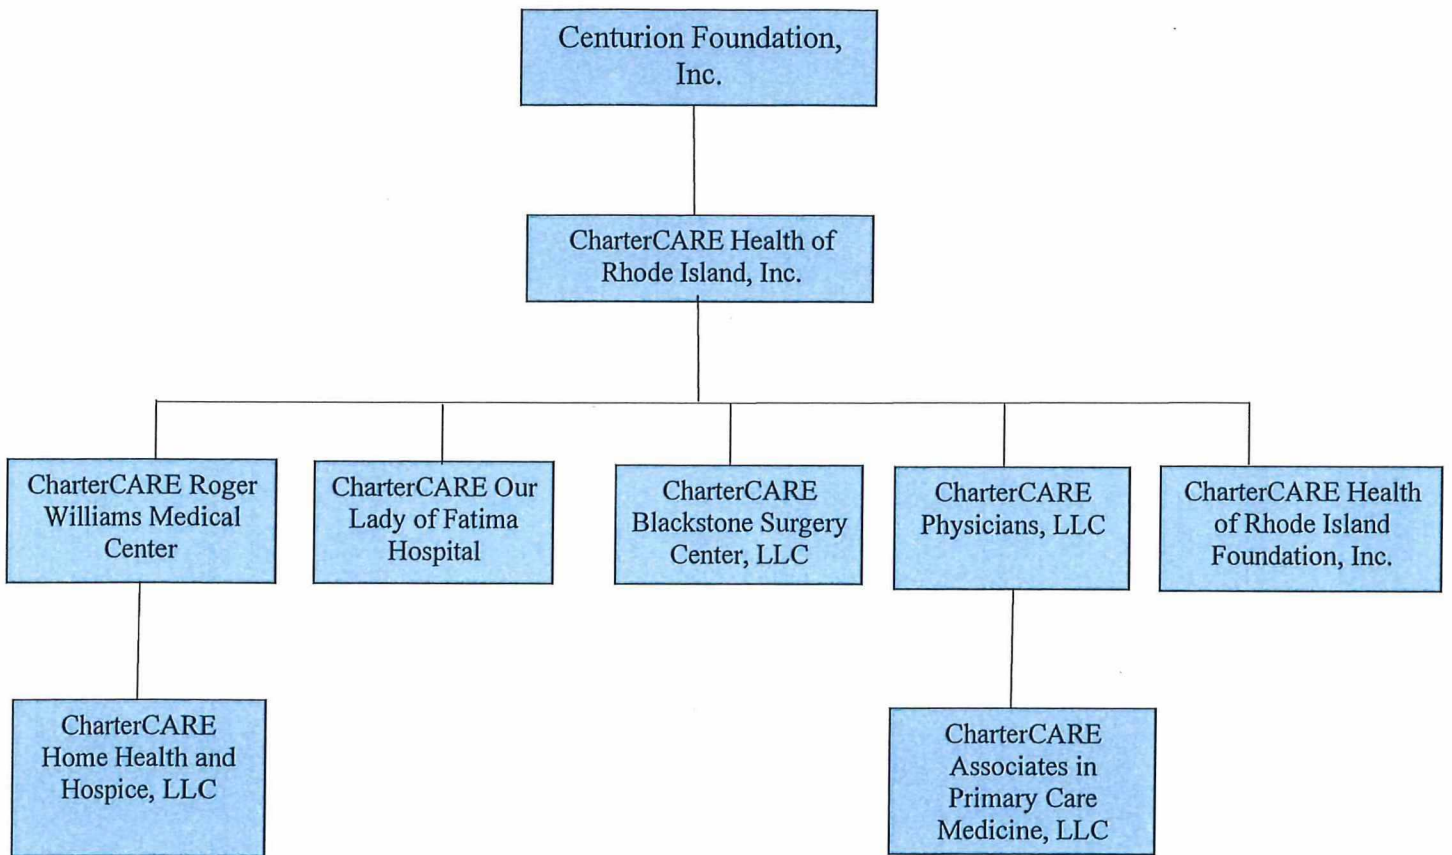 Centurion Foundation,
Inc.
CharterCARE Health of
Rhode Island, Inc.
CharterCARE Roger
Williams Medical
Center
CharterCARE Our
Lady of Fatima
Hospital
CharterCARE
Blackstone Surgery
Center, LLC
CharterCARE
Physicians, LLC
CharterCARE Health
of Rhode Island
Foundation, Inc.
CharterCARE
Home Health and
Hospice, LLC
CharterCARE
Associates in
Primary Care
Medicine, LLC